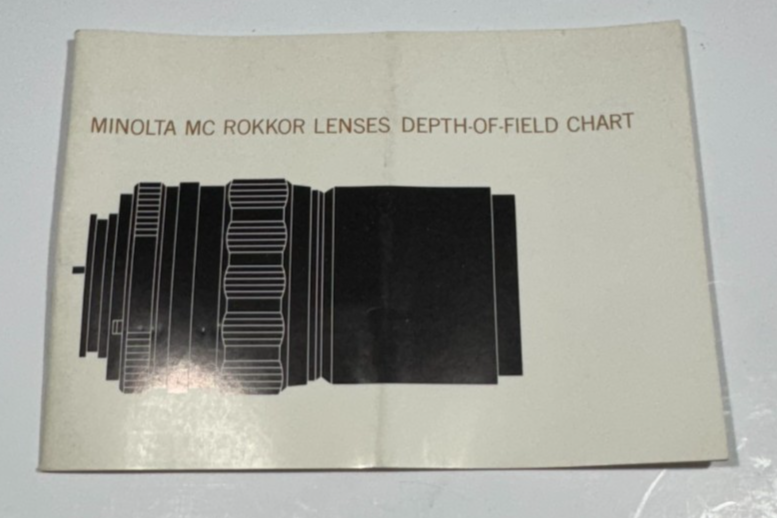 MINOLTA MC ROKKOR LENSES DEPTH-OF-FIELD CHART